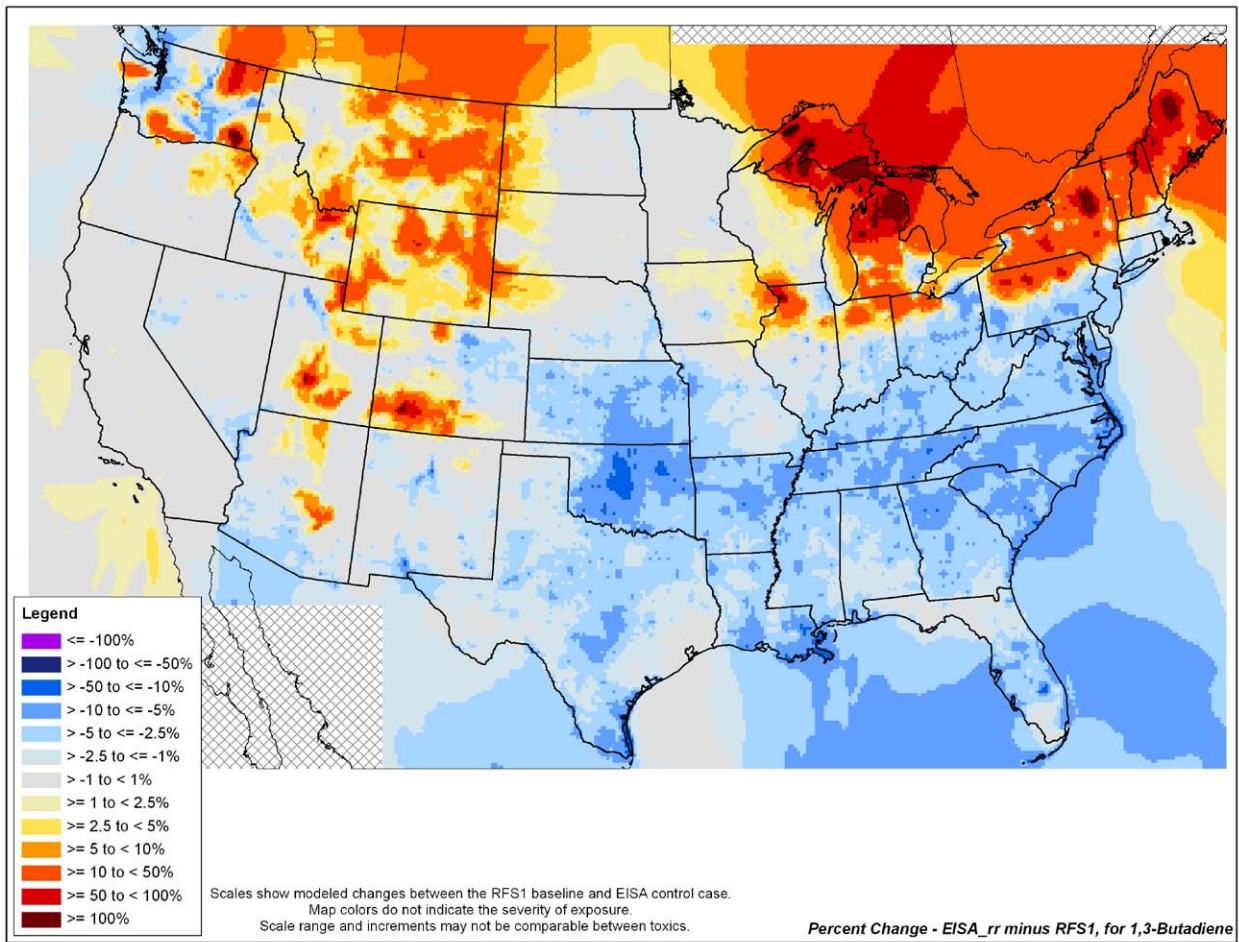 Legend
<= -100%
> -100 to <= -50%
> -50 to <= -10%
> -10 to <= -5%
> -5 to <= -2.5%
> -2.5 to <= -1%
> -1 to < 1%
>= 1 to < 2.5%
>= 2.5 to < 5%
>= 5 to < 10%
>= 10 to < 50%
>= 50 to < 100%
>= 100%
Scales show modeled changes between the RFS1 baseline and EISA control case.
Map colors do not indicate the severity of exposure.
Scale range and increments may not be comparable between toxics.
Percent Change - EISA_rr minus RFS1, for 1,3-Butadiene